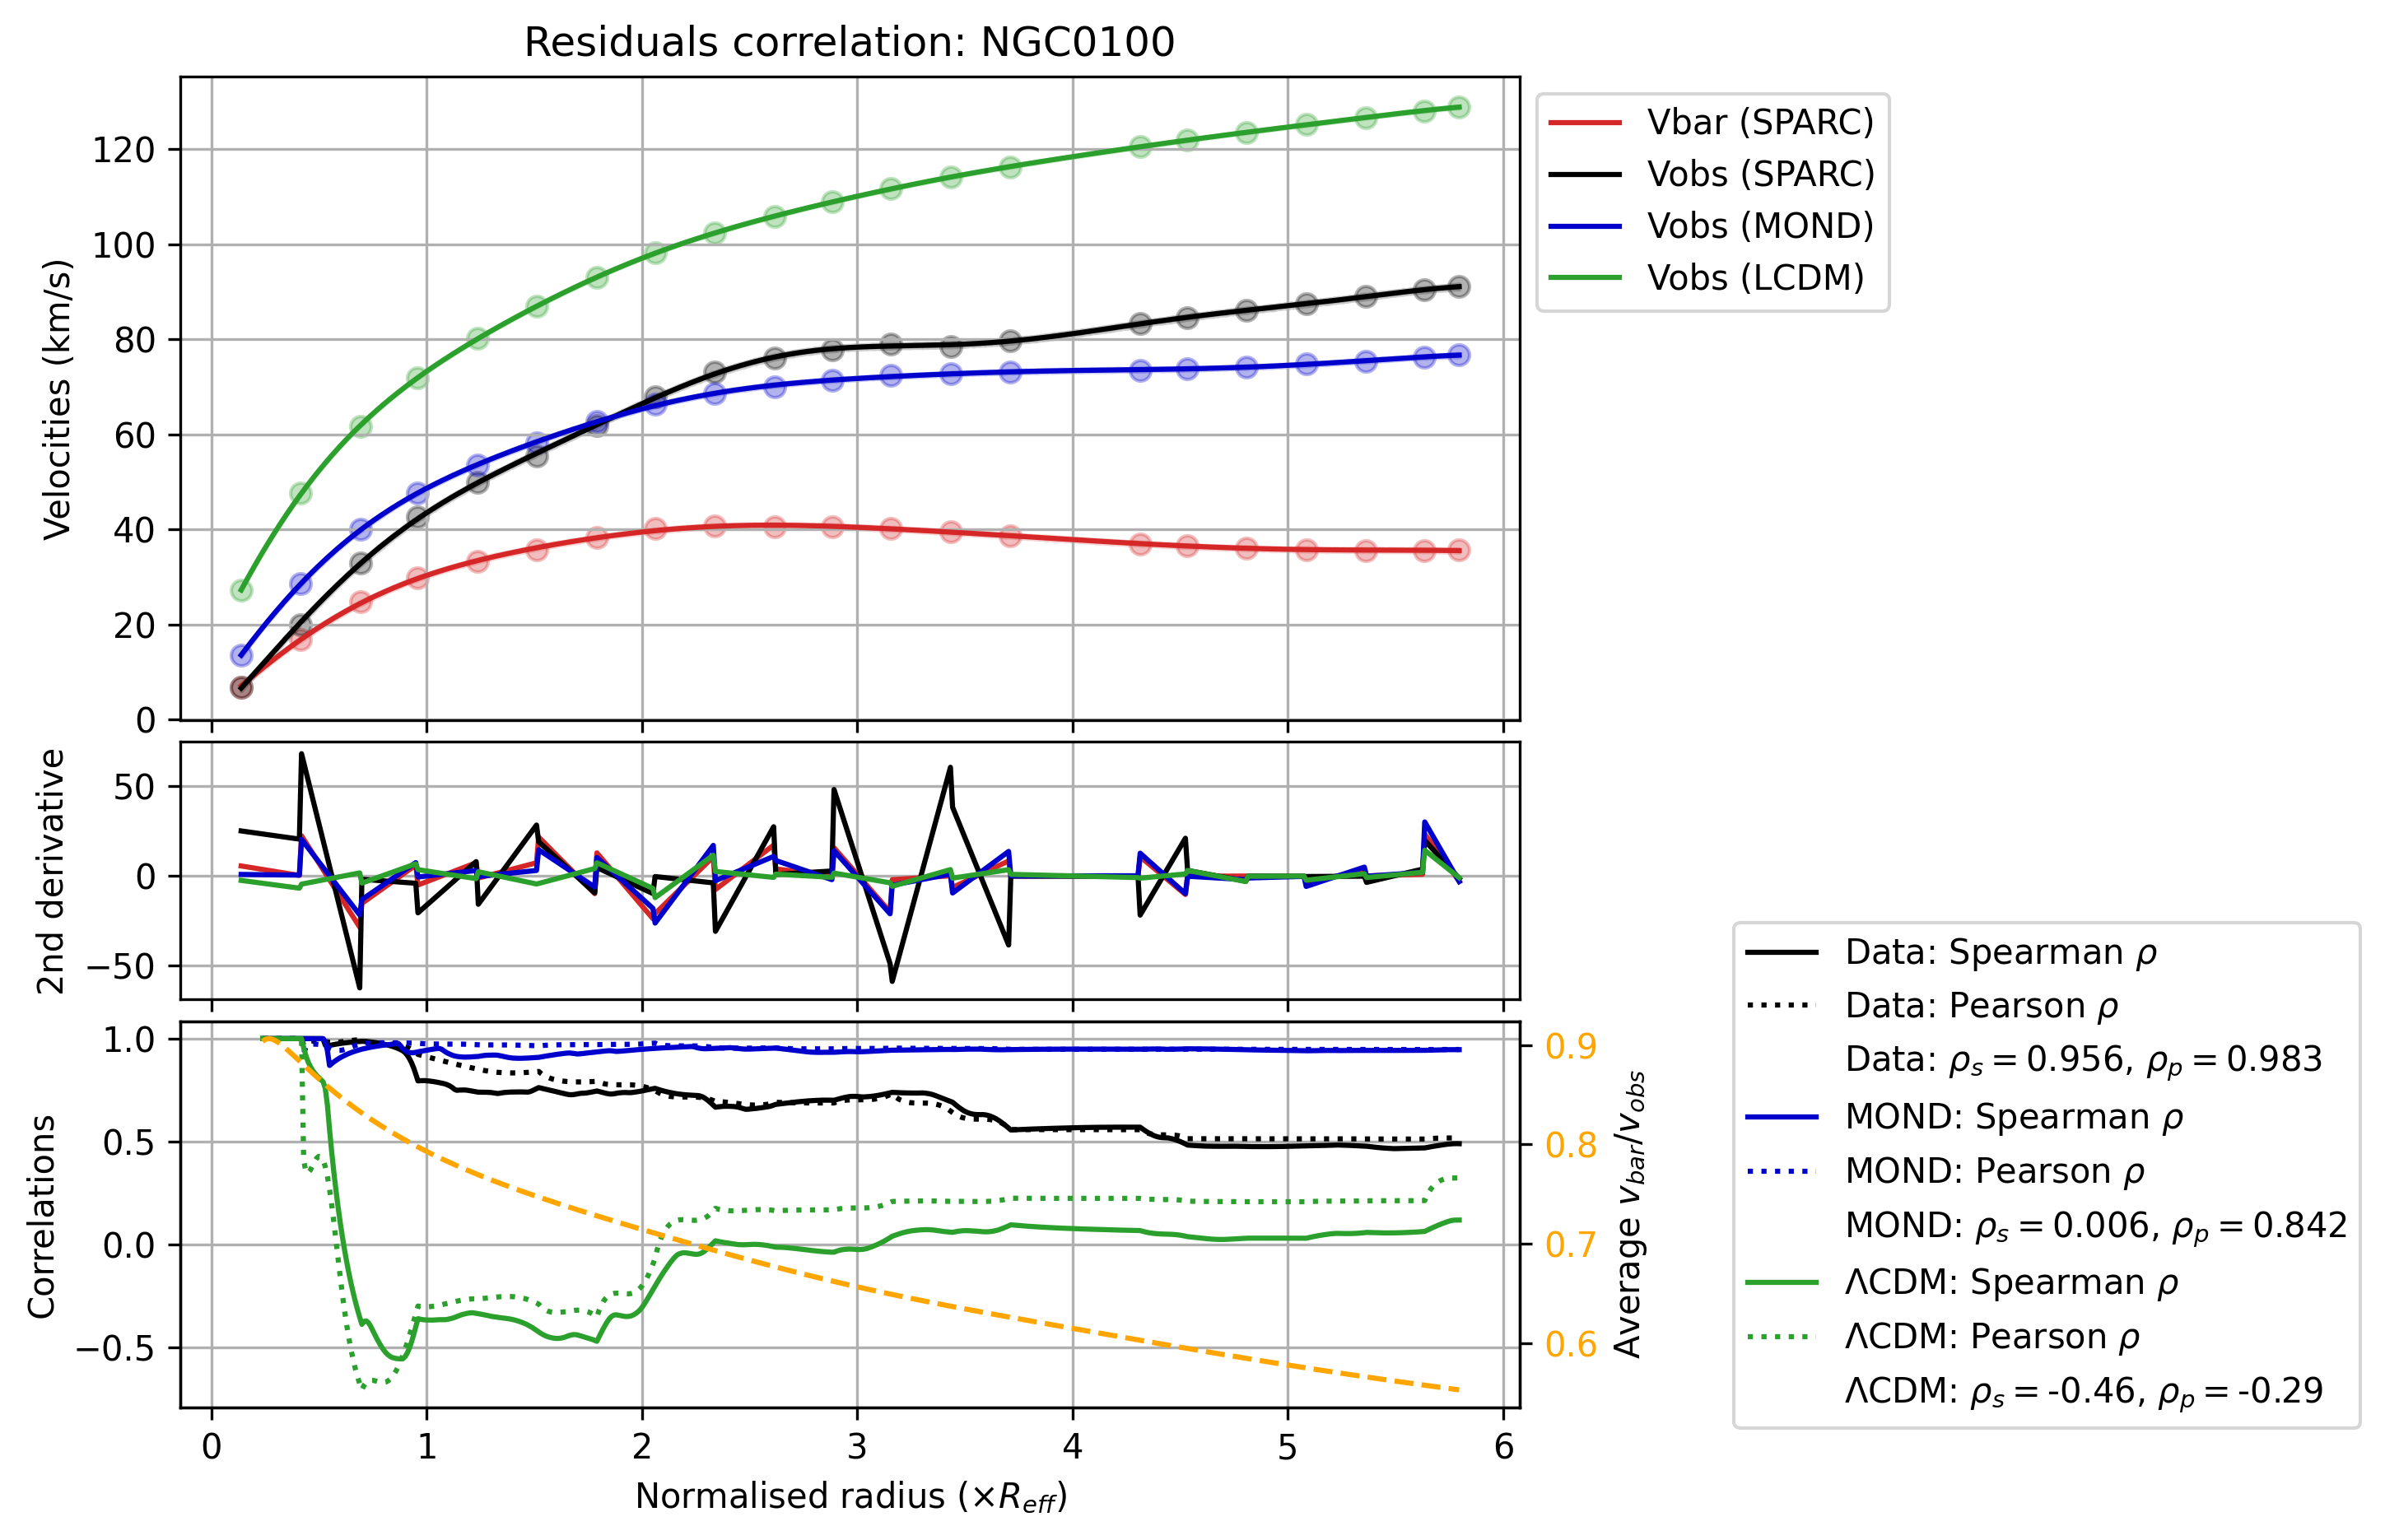 Residuals correlation: NGC0100
Velocities (km/s)
120
100
80
60
40
20
0
Vbar (SPARC)
Vobs (SPARC)
Vobs (MOND)
Vobs (LCDM)
2nd derivative
50
0
−50
Correlations
1.0
0.5
0.0
−0.5
0.9
0.8
0.7
0.6
Average v_bar/v_obs
0 1 2 3 4 5 6
Normalised radius (×R_eff)
Data: Spearman ρ
Data: Pearson ρ
Data: ρ_s = 0.956, ρ_p = 0.983
MOND: Spearman ρ
MOND: Pearson ρ
MOND: ρ_s = 0.006, ρ_p = 0.842
ΛCDM: Spearman ρ
ΛCDM: Pearson ρ
ΛCDM: ρ_s = -0.46, ρ_p = -0.29